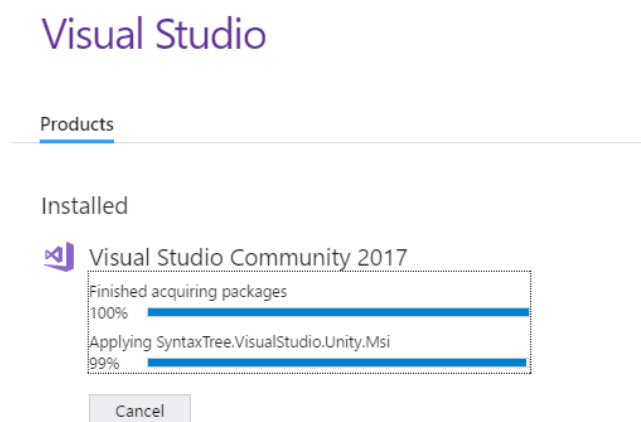 Visual Studio
Products
Installed
Visual Studio Community 2017
Finished acquiring packages
100%
Applying SyntaxTree.VisualStudio.Unity.Msi
99%
Cancel